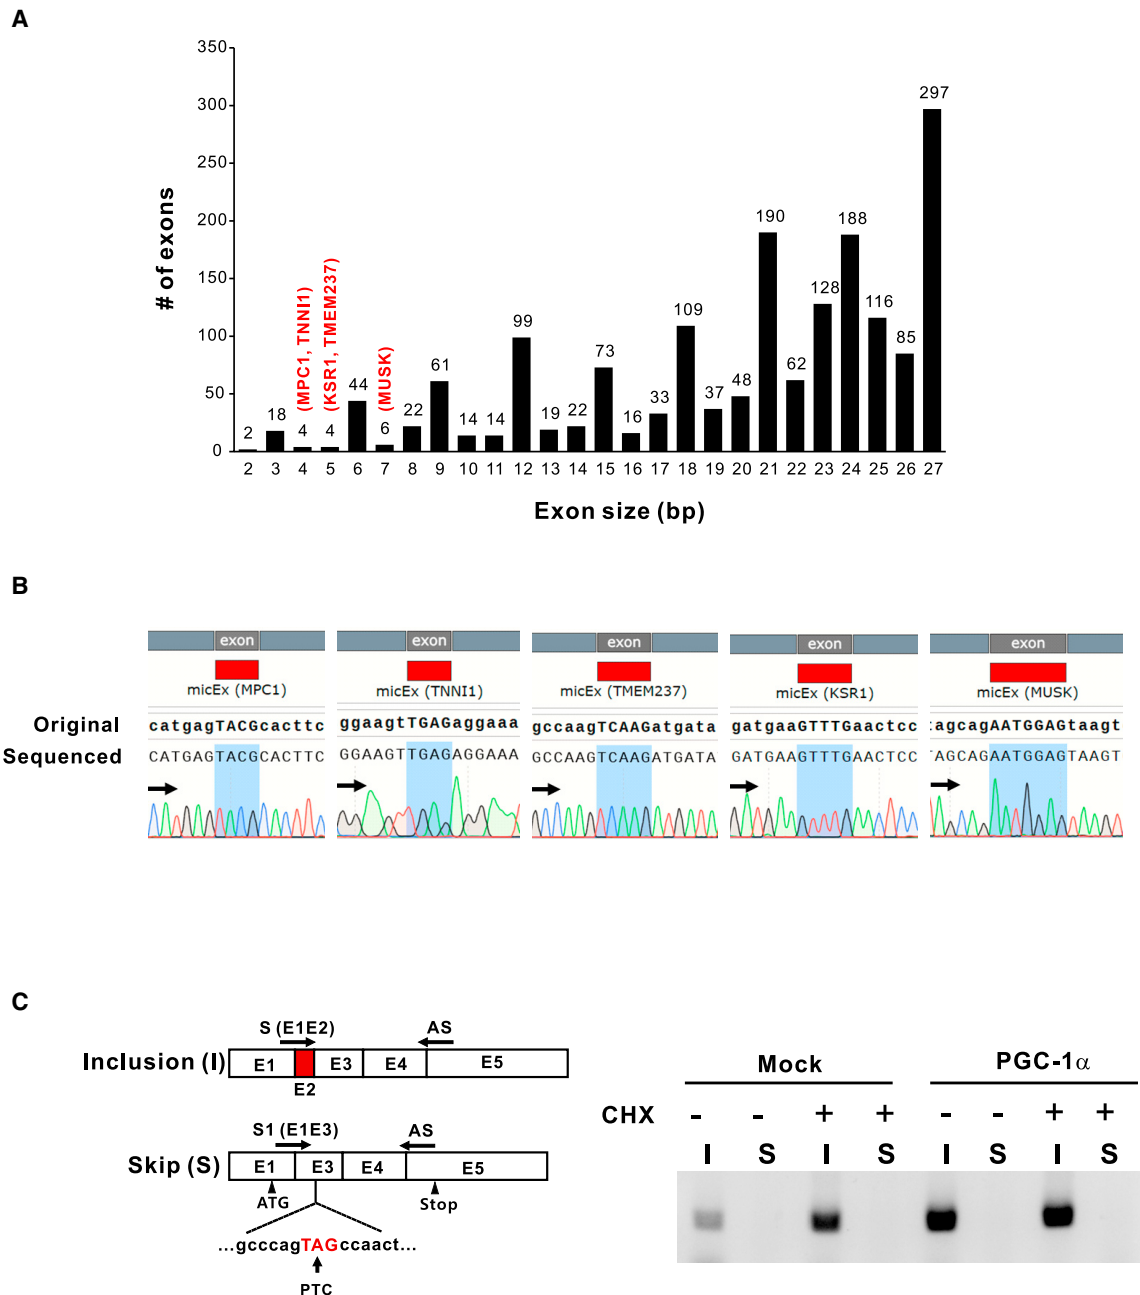 A
# of exons
350
300
250
200
150
100
50
0
2 18 4 4 44 6 22 61 14 14 99 19 22 73 16 33 109 37 48 190 62 128 188 116 85 297
(MPC1, TNNI1)
(KSR1, TMEM237)
(MUSK)
2 3 4 5 6 7 8 9 10 11 12 13 14 15 16 17 18 19 20 21 22 23 24 25 26 27
Exon size (bp)
B
exon exon exon exon exon
micEx (MPC1) micEx (TNNI1) micEx (TMEM237) micEx (KSR1) micEx (MUSK)
Original catgagTACGcacttc ggaagttTGAGaggaaa gccaagTCAAGatgata gatgaaGTTTGaactcc tagcagAATGGAGtaagt
Sequenced CATGAGTACGCACTTC GGAAGTTTGAGAGGAAA GCCAAGTCAAGATGATA GATGAAGTTTGAACTCC TAGCAGAATGGAGTAAGT
C
S (E1E2) AS
Inclusion (I) E1 E3 E4 E5
E2
S1 (E1E3) AS
Skip (S) E1 E3 E4 E5
ATG Stop
...gcccagTAGccaact...
PTC
Mock PGC-1α
CHX - - + + - - + +
I S I S I S I S